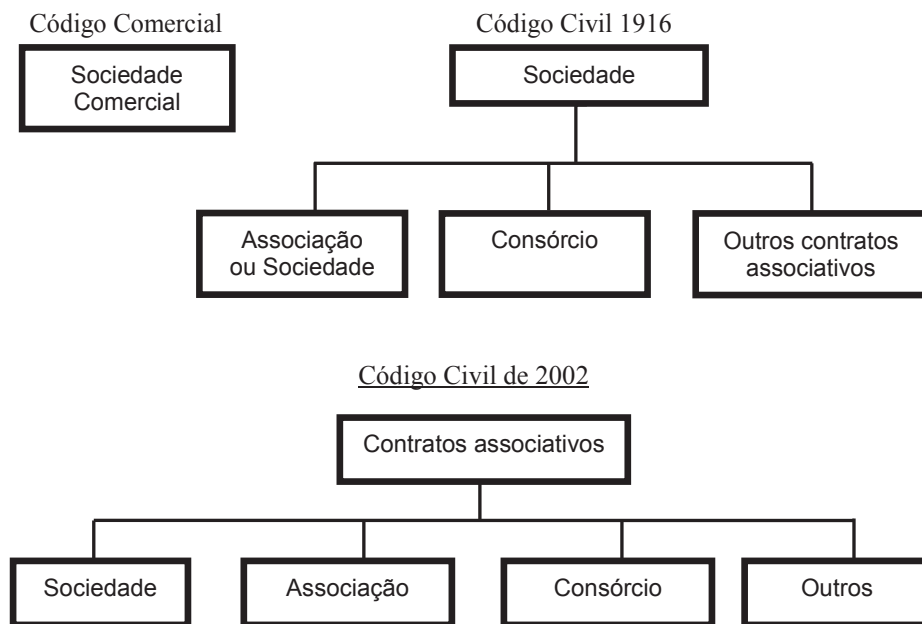 Código Comercial
Código Civil 1916
Sociedade
Comercial
Sociedade
Associação
ou Sociedade
Consórcio
Outros contratos
associativos
Código Civil de 2002
Contratos associativos
Sociedade
Associação
Consórcio
Outros